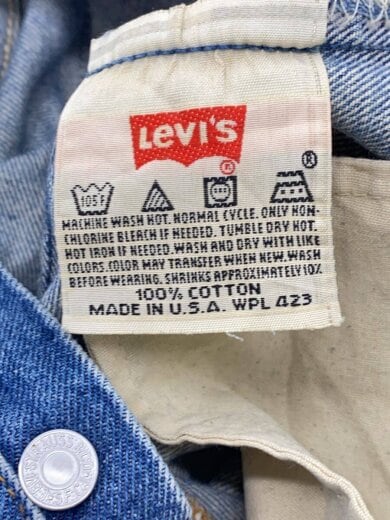 Levi's
®
®
105F
MACHINE WASH HOT. NORMAL CYCLE. ONLY NON-
CHLORINE BLEACH IF NEEDED. TUMBLE DRY HOT.
HOT IRON IF NEEDED. WASH AND DRY WITH LIKE
COLORS. COLOR MAY TRANSFER WHEN NEW. WASH
BEFORE WEARING. SHRINKS APPROXIMATELY 10%
100% COTTON
MADE IN U.S.A. WPL 423